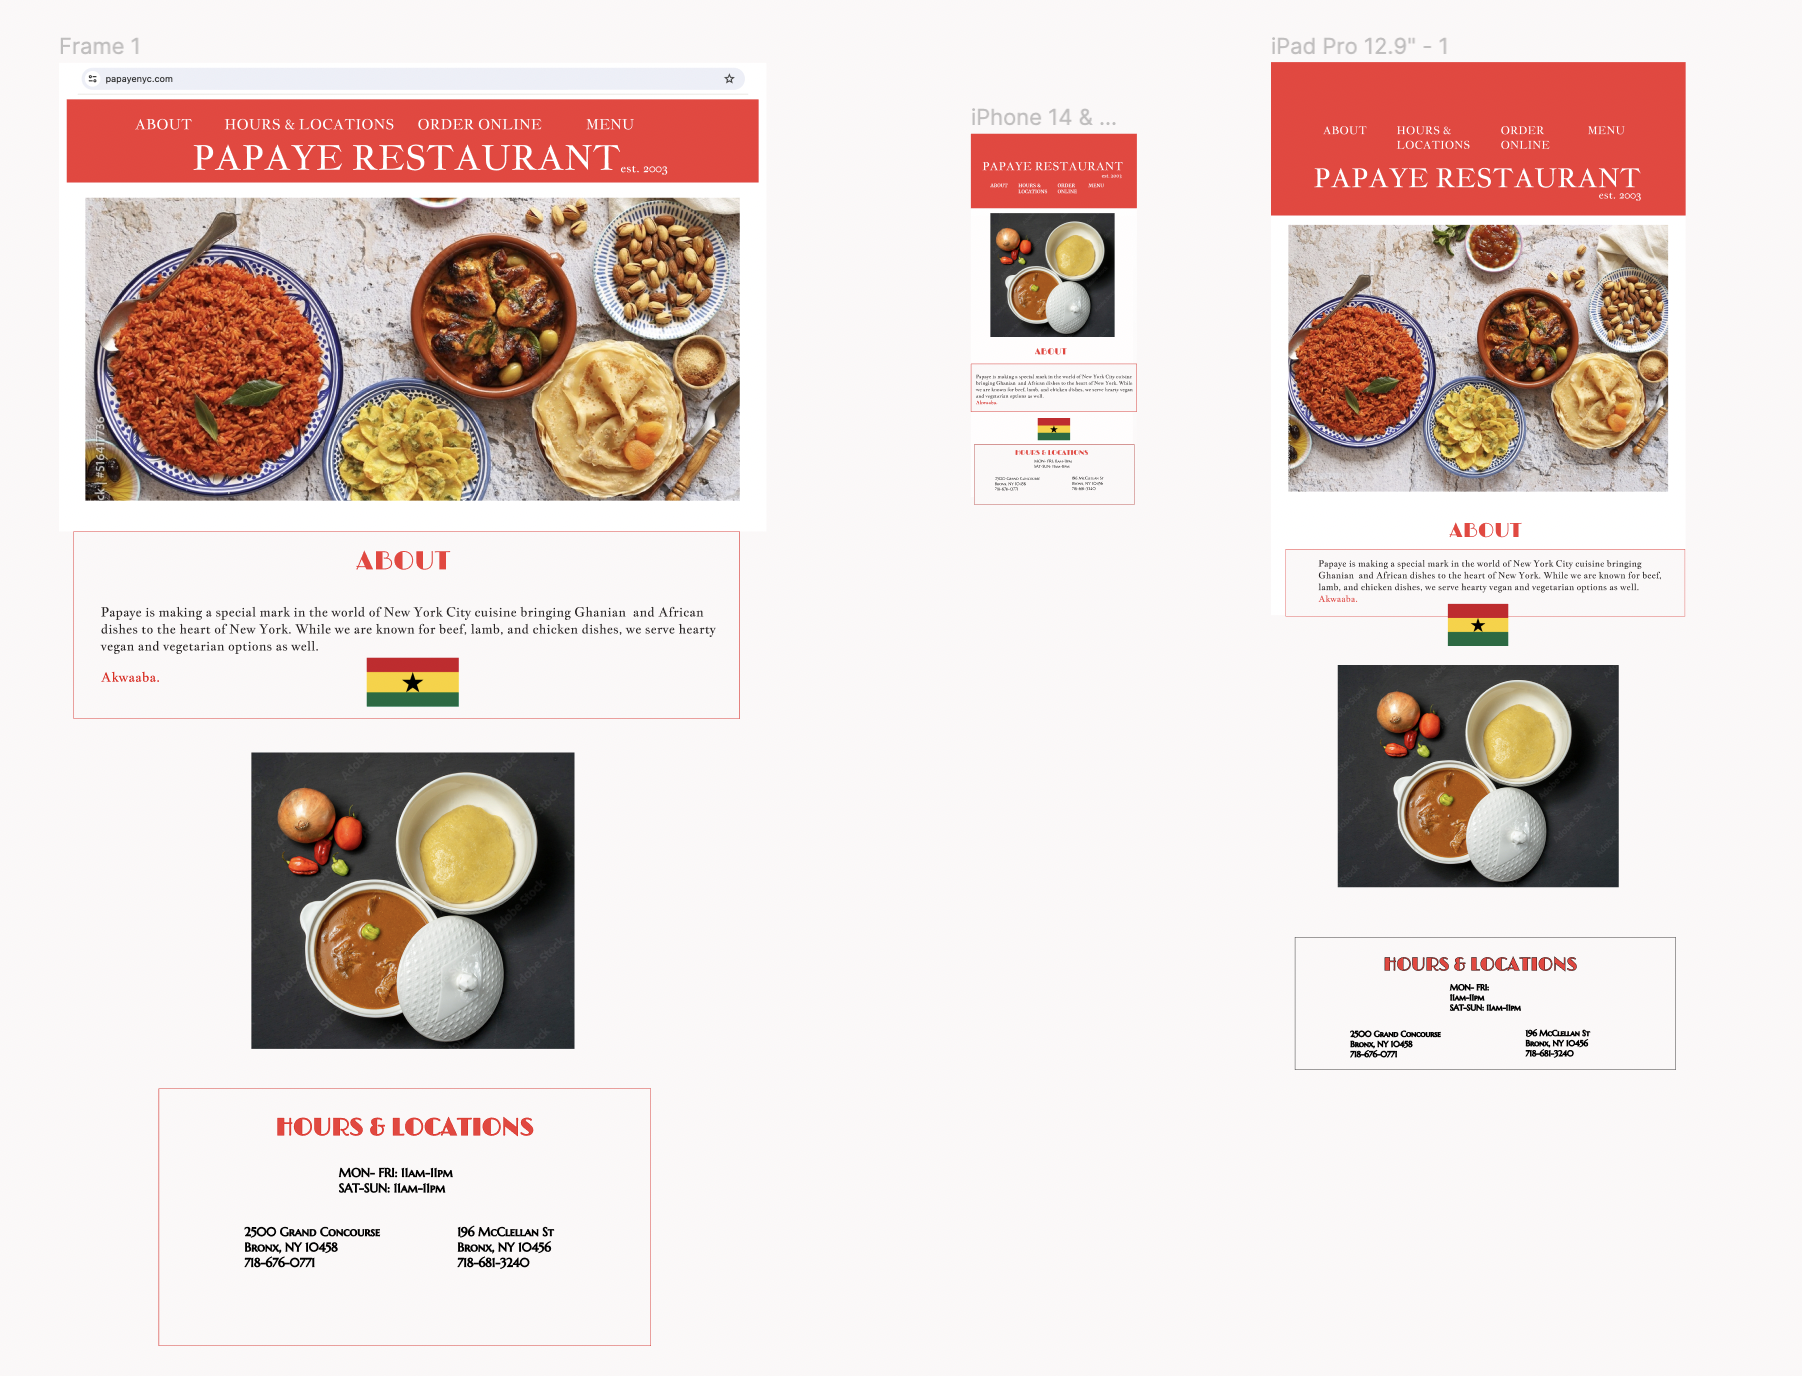 Frame 1
papayenyc.com
ABOUT HOURS & LOCATIONS ORDER ONLINE MENU
PAPAYE RESTAURANT est. 2003
ABOUT
Papaye is making a special mark in the world of New York City cuisine bringing Ghanian and African
dishes to the heart of New York. While we are known for beef, lamb, and chicken dishes, we serve hearty
vegan and vegetarian options as well.
Akwaaba.
Adobe Stock
HOURS & LOCATIONS
MON- FRI: 11AM-11PM
SAT-SUN: 11AM-11PM
2500 GRAND CONCOURSE
BRONX, NY 10458
718-676-0771
196 MCCLELLAN ST
BRONX, NY 10456
718-681-3240
iPhone 14 & ...
PAPAYE RESTAURANT
est. 2003
ABOUT HOURS & LOCATIONS ORDER ONLINE MENU
ABOUT
Papaye is making a special mark in the world of New York City cuisine
bringing Ghanian and African dishes to the heart of New York. While
we are known for beef, lamb, and chicken dishes, we serve hearty vegan
and vegetarian options as well.
Akwaaba.
HOURS & LOCATIONS
MON- FRI: 11AM-11PM
SAT-SUN: 11AM-11PM
2500 GRAND CONCOURSE
BRONX, NY 10458
718-676-0771
196 MCCLELLAN ST
BRONX, NY 10456
718-681-3240
iPad Pro 12.9" - 1
ABOUT HOURS & LOCATIONS ORDER ONLINE MENU
PAPAYE RESTAURANT
est. 2003
ABOUT
Papaye is making a special mark in the world of New York City cuisine bringing
Ghanian and African dishes to the heart of New York. While we are known for beef,
lamb, and chicken dishes, we serve hearty vegan and vegetarian options as well.
Akwaaba.
HOURS & LOCATIONS
MON- FRI:
11AM-11PM
SAT-SUN: 11AM-11PM
2500 GRAND CONCOURSE
BRONX, NY 10458
718-676-0771
196 MCCLELLAN ST
BRONX, NY 10456
718-681-3240